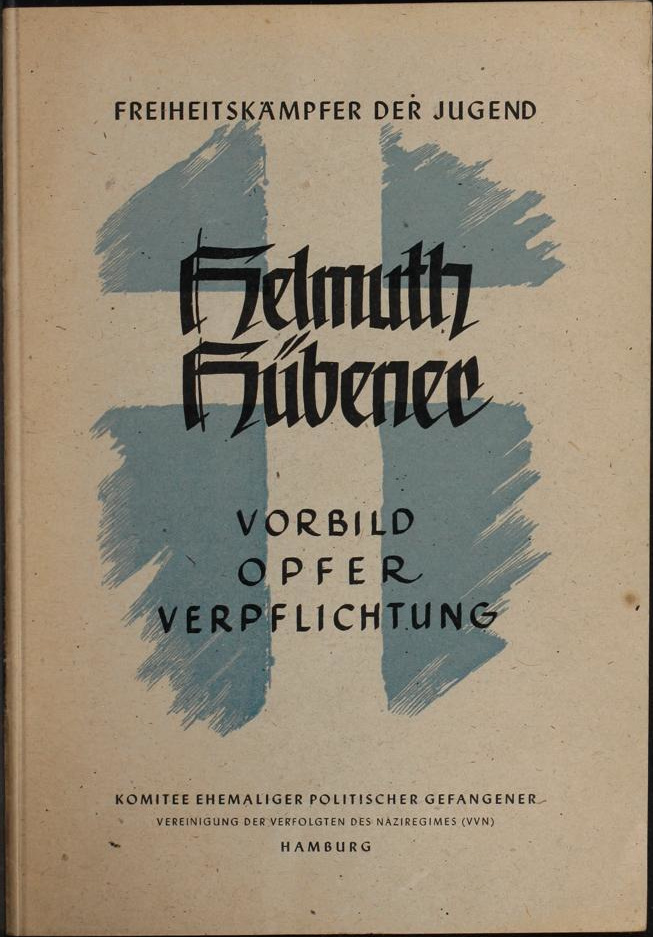 FREIHEITSKÄMPFER DER JUGEND
Helmuth
Hübener
VORBILD
OPFER
VERPFLICHTUNG
KOMITEE EHEMALIGER POLITISCHER GEFANGENER
VEREINIGUNG DER VERFOLGTEN DES NAZIREGIMES (VVN)
HAMBURG